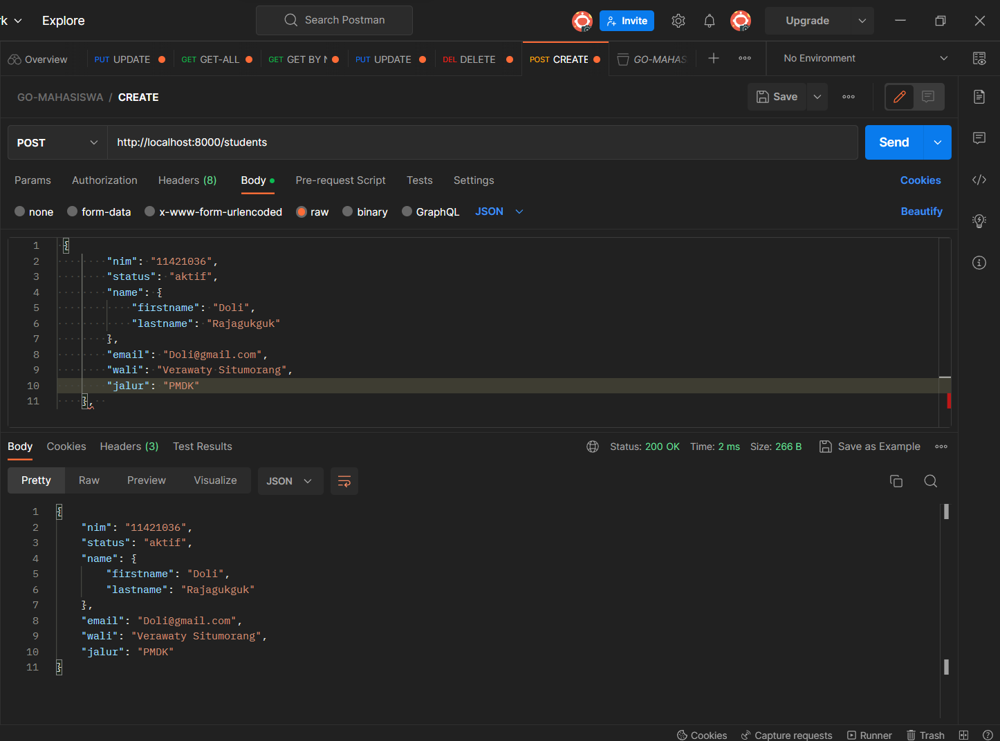 rk Explore Search Postman Invite Upgrade
Overview PUT UPDATE GET GET-ALL GET GET BY N PUT UPDATE DEL DELETE POST CREATE GO-MAHAS No Environment
GO-MAHASISWA / CREATE Save
POST http://localhost:8000/students Send
Params Authorization Headers (8) Body Pre-request Script Tests Settings Cookies
none form-data x-www-form-urlencoded raw binary GraphQL JSON Beautify
1 {
2 "nim": "11421036",
3 "status": "aktif",
4 "name": {
5 "firstname": "Doli",
6 "lastname": "Rajagukguk"
7 },
8 "email": "Doli@gmail.com",
9 "wali": "Verawaty Situmorang",
10 "jalur": "PMDK"
11 },
Body Cookies Headers (3) Test Results Status: 200 OK Time: 2 ms Size: 266 B Save as Example
Pretty Raw Preview Visualize JSON
1 {
2 "nim": "11421036",
3 "status": "aktif",
4 "name": {
5 "firstname": "Doli",
6 "lastname": "Rajagukguk"
7 },
8 "email": "Doli@gmail.com",
9 "wali": "Verawaty Situmorang",
10 "jalur": "PMDK"
11 }
Cookies Capture requests Runner Trash